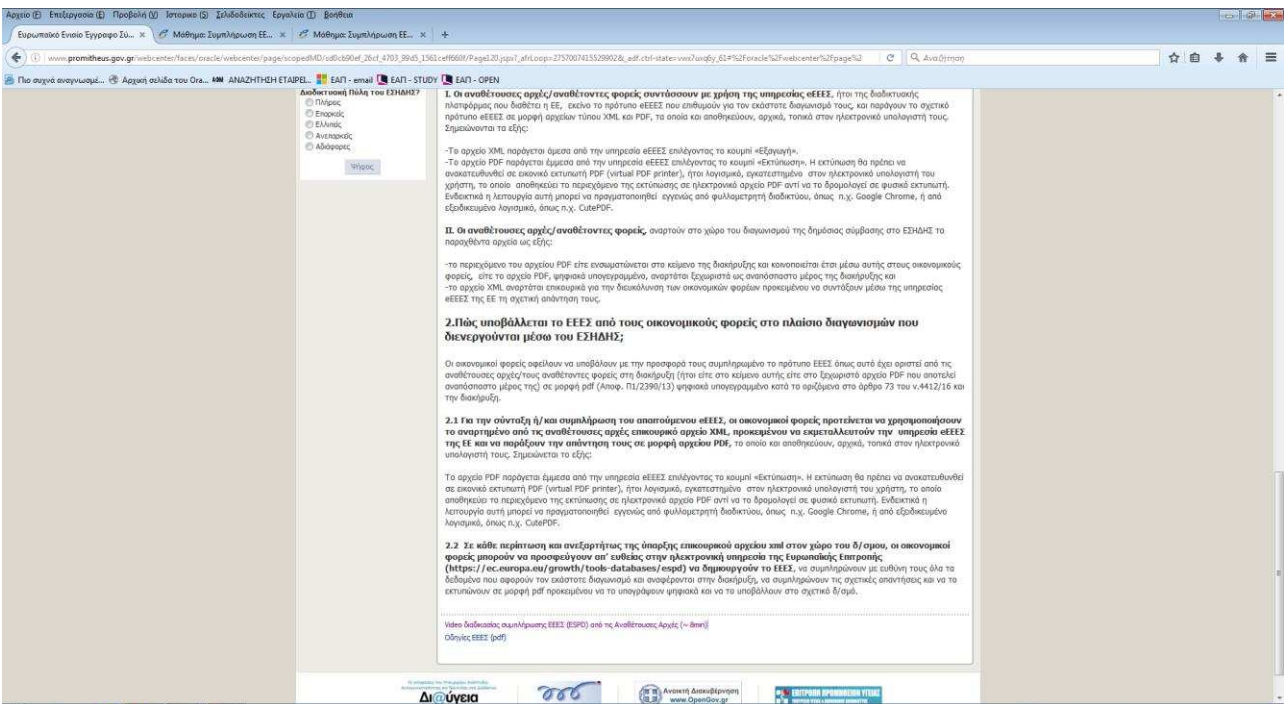 Αρχείο (F) Επεξεργασία (E) Προβολή (V) Ιστορικο (S) Σελιδοδείκτες Εργαλεία (T) Βοήθεια
Ευρωπαϊκό Ενιαίο Έγγραφο Σύ... × Μάθημα: Συμπλήρωση ΕΕ... × Μάθημα: Συμπλήρωση ΕΕ... × +
Αναζήτηση
Πιο συχνά αναγνωσμέ... Αρχική σελίδα του Ora... ΑΝΑΖΗΤΗΣΗ ΕΤΑΙΡΕΙ... ΕΑΠ - email ΕΑΠ - STUDY ΕΑΠ - OPEN
Διαδικτυακή Πύλη του ΕΣΗΔΗΣ?
Πλήρες
Επαρκείς
Ελλιπείς
Ανεπαρκείς
Αδιάφορες
Ψήφος
I. Οι αναθέτουσες αρχές/αναθέτοντες φορείς συντάσσουν με χρήση της υπηρεσίας eΕΕΕΣ, ήτοι της διαδικτυακής
πλατφόρμας που διαθέτει η ΕΕ, εκείνο το πρότυπο eΕΕΕΣ που επιθυμούν για τον εκάστοτε διαγωνισμό τους, και παράγουν το σχετικό
πρότυπο eΕΕΕΣ σε μορφή αρχείων τύπου XML και PDF, τα οποία και αποθηκεύουν, αρχικά, τοπικά στον ηλεκτρονικό υπολογιστή τους.
Σημειώνονται τα εξής:
-Το αρχείο XML παράγεται άμεσα από την υπηρεσία eΕΕΕΣ επιλέγοντας το κουμπί «Εξαγωγή».
-Το αρχείο PDF παράγεται έμμεσα από την υπηρεσία eΕΕΕΣ επιλέγοντας το κουμπί «Εκτύπωση». Η εκτύπωση θα πρέπει να
ανακατευθυνθεί σε εικονικό εκτυπωτή PDF (virtual PDF printer), ήτοι λογισμικό, εγκατεστημένο στον ηλεκτρονικό υπολογιστή του
χρήστη, το οποίο αποθηκεύει το περιεχόμενο της εκτύπωσης σε ηλεκτρονικό αρχείο PDF αντί να το δρομολογεί σε φυσικό εκτυπωτή.
Ενδεικτικά η λειτουργία αυτή μπορεί να πραγματοποιηθεί εγγενώς από φυλλομετρητή διαδικτύου, όπως π.χ. Google Chrome, ή από
εξειδικευμένο λογισμικό, όπως π.χ. CutePDF.
II. Οι αναθέτουσες αρχές/αναθέτοντες φορείς, αναρτούν στο χώρο του διαγωνισμού της δημόσιας σύμβασης στο ΕΣΗΔΗΣ τα
παραχθέντα αρχεία ως εξής:
-το περιεχόμενο του αρχείου PDF είτε ενσωματώνεται στο κείμενο της διακήρυξης και κοινοποιείται έτσι μέσω αυτής στους οικονομικούς
φορείς, είτε το αρχείο PDF, ψηφιακά υπογεγραμμένο, αναρτάται ξεχωριστά ως αναπόσπαστο μέρος της διακήρυξης και
-το αρχείο XML αναρτάται επικουρικά για την διευκόλυνση των οικονομικών φορέων προκειμένου να συντάξουν μέσω της υπηρεσίας
eΕΕΕΣ της ΕΕ τη σχετική απάντηση τους.
2.Πώς υποβάλλεται το ΕΕΕΣ από τους οικονομικούς φορείς στο πλαίσιο διαγωνισμών που
διενεργούνται μέσω του ΕΣΗΔΗΣ;
Οι οικονομικοί φορείς οφείλουν να υποβάλουν με την προσφορά τους συμπληρωμένο το πρότυπο ΕΕΕΣ όπως αυτό έχει οριστεί από τις
αναθέτουσες αρχές/τους αναθέτοντες φορείς στη διακήρυξη (ήτοι είτε στο κείμενο αυτής είτε στο ξεχωριστό αρχείο PDF που αποτελεί
αναπόσπαστο μέρος της) σε μορφή pdf (Αποφ. Π1/2390/13) ψηφιακά υπογεγραμμένο κατά το οριζόμενα στο άρθρο 73 του ν.4412/16 και
την διακήρυξη.
2.1 Για την σύνταξη ή/και συμπλήρωση του απαιτούμενου eΕΕΕΣ, οι οικονομικοί φορείς προτείνεται να χρησιμοποιήσουν
το αναρτημένο από τις αναθέτουσες αρχές επικουρικό αρχείο XML, προκειμένου να εκμεταλλευτούν την υπηρεσία eΕΕΕΣ
της ΕΕ και να παράξουν την απάντηση τους σε μορφή αρχείου PDF, το οποίο και αποθηκεύουν, αρχικά, τοπικά στον ηλεκτρονικό
υπολογιστή τους. Σημειώνεται το εξής:
Το αρχείο PDF παράγεται έμμεσα από την υπηρεσία eΕΕΕΣ επιλέγοντας το κουμπί «Εκτύπωση». Η εκτύπωση θα πρέπει να ανακατευθυνθεί
σε εικονικό εκτυπωτή PDF (virtual PDF printer), ήτοι λογισμικό, εγκατεστημένο στον ηλεκτρονικό υπολογιστή του χρήστη, το οποίο
αποθηκεύει το περιεχόμενο της εκτύπωσης σε ηλεκτρονικό αρχείο PDF αντί να το δρομολογεί σε φυσικό εκτυπωτή. Ενδεικτικά η
λειτουργία αυτή μπορεί να πραγματοποιηθεί εγγενώς από φυλλομετρητή διαδικτύου, όπως π.χ. Google Chrome, ή από εξειδικευμένο
λογισμικό, όπως π.χ. CutePDF.
2.2 Σε κάθε περίπτωση και ανεξαρτήτως της ύπαρξης επικουρικού αρχείου xml στον χώρο του δ/σμου, οι οικονομικοί
φορείς μπορούν να προσφεύγουν απ' ευθείας στην ηλεκτρονική υπηρεσία της Ευρωπαϊκής Επιτροπής
(https://ec.europa.eu/growth/tools-databases/espd) να δημιουργούν το ΕΕΕΣ, να συμπληρώνουν με ευθύνη τους όλα τα
δεδομένα που αφορούν τον εκάστοτε διαγωνισμό και αναφέρονται στην διακήρυξη, να συμπληρώνουν τις σχετικές απαντήσεις και να τα
εκτυπώνουν σε μορφή pdf προκειμένου να το υπογράψουν ψηφιακά και να το υποβάλλουν στο σχετικό δ/σμό.
Video διαδικασίας συμπλήρωσης ΕΕΕΣ (ESPD) από τις Αναθέτουσες Αρχές (~ 8min)
Οδηγίες ΕΕΕΣ (pdf)
Δι@ύγεια
Ανοικτή Διακυβέρνηση
www.OpenGov.gr
ΕΠΙΤΡΟΠΗ ΠΡΟΜΗΘΕΙΩΝ ΥΓΕΙΑΣ